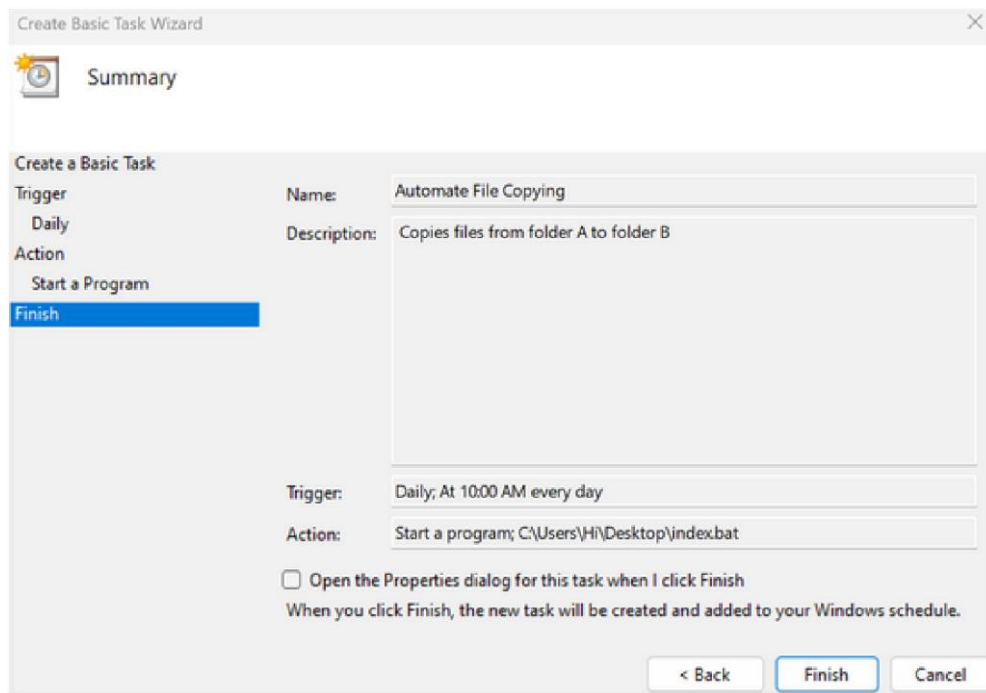 Create Basic Task Wizard
Summary
Create a Basic Task
Trigger
Daily
Action
Start a Program
Finish
Name:
Automate File Copying
Description:
Copies files from folder A to folder B
Trigger:
Daily; At 10:00 AM every day
Action:
Start a program; C:\Users\Hi\Desktop\index.bat
Open the Properties dialog for this task when I click Finish
When you click Finish, the new task will be created and added to your Windows schedule.
< Back
Finish
Cancel